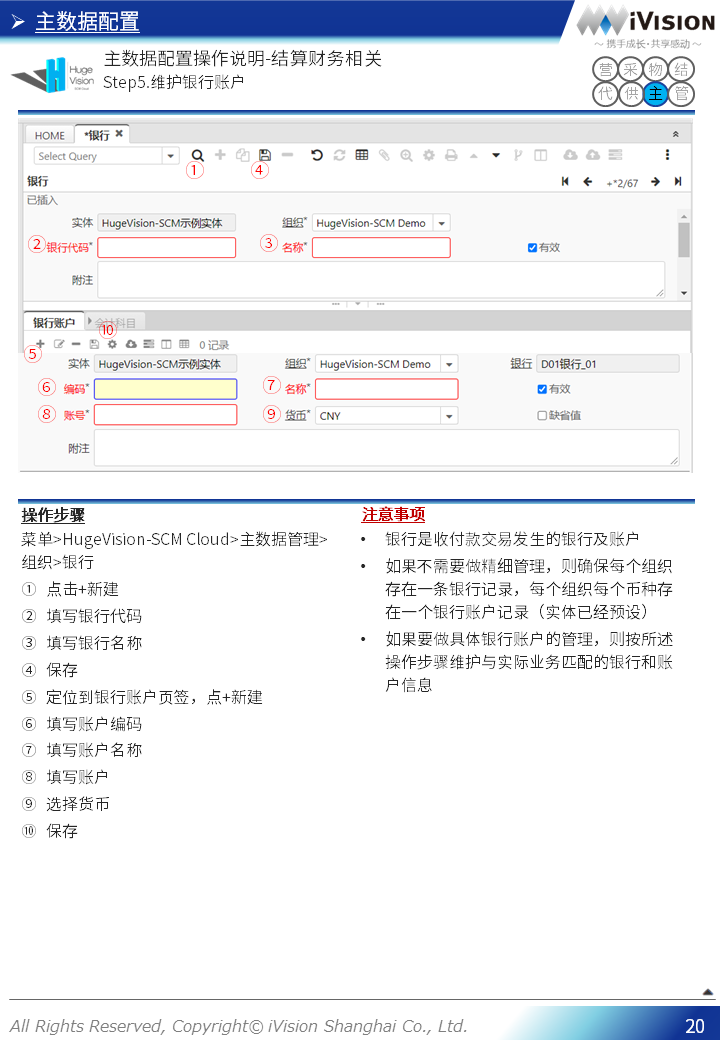 主数据配置
iVision
～ 携手成长·共享感动 ～
Huge
Vision
主数据配置操作说明-结算财务相关
Step5.维护银行账户
营 采 物 结
代 供 主 管
HOME *银行
Select Query
① ④
银行 +*2/67
已插入
实体 HugeVision-SCM示例实体 组织* HugeVision-SCM Demo
② 银行代码* ③ 名称* 有效
附注
银行账户 会计科目 ⑩
⑤ 0 记录
实体 HugeVision-SCM示例实体 组织* HugeVision-SCM Demo 银行 D01银行_01
⑥ 编码* ⑦ 名称* 有效
⑧ 账号* ⑨ 货币* CNY 缺省值
附注
操作步骤
菜单>HugeVision-SCM Cloud>主数据管理>
组织>银行
① 点击+新建
② 填写银行代码
③ 填写银行名称
④ 保存
⑤ 定位到银行账户页签，点+新建
⑥ 填写账户编码
⑦ 填写账户名称
⑧ 填写账户
⑨ 选择货币
⑩ 保存
注意事项
• 银行是收付款交易发生的银行及账户
• 如果不需要做精细管理，则确保每个组织
存在一条银行记录，每个组织每个币种存
在一个银行账户记录（实体已经预设）
• 如果要做具体银行账户的管理，则按所述
操作步骤维护与实际业务匹配的银行和账
户信息
All Rights Reserved, Copyright© iVision Shanghai Co., Ltd.
20